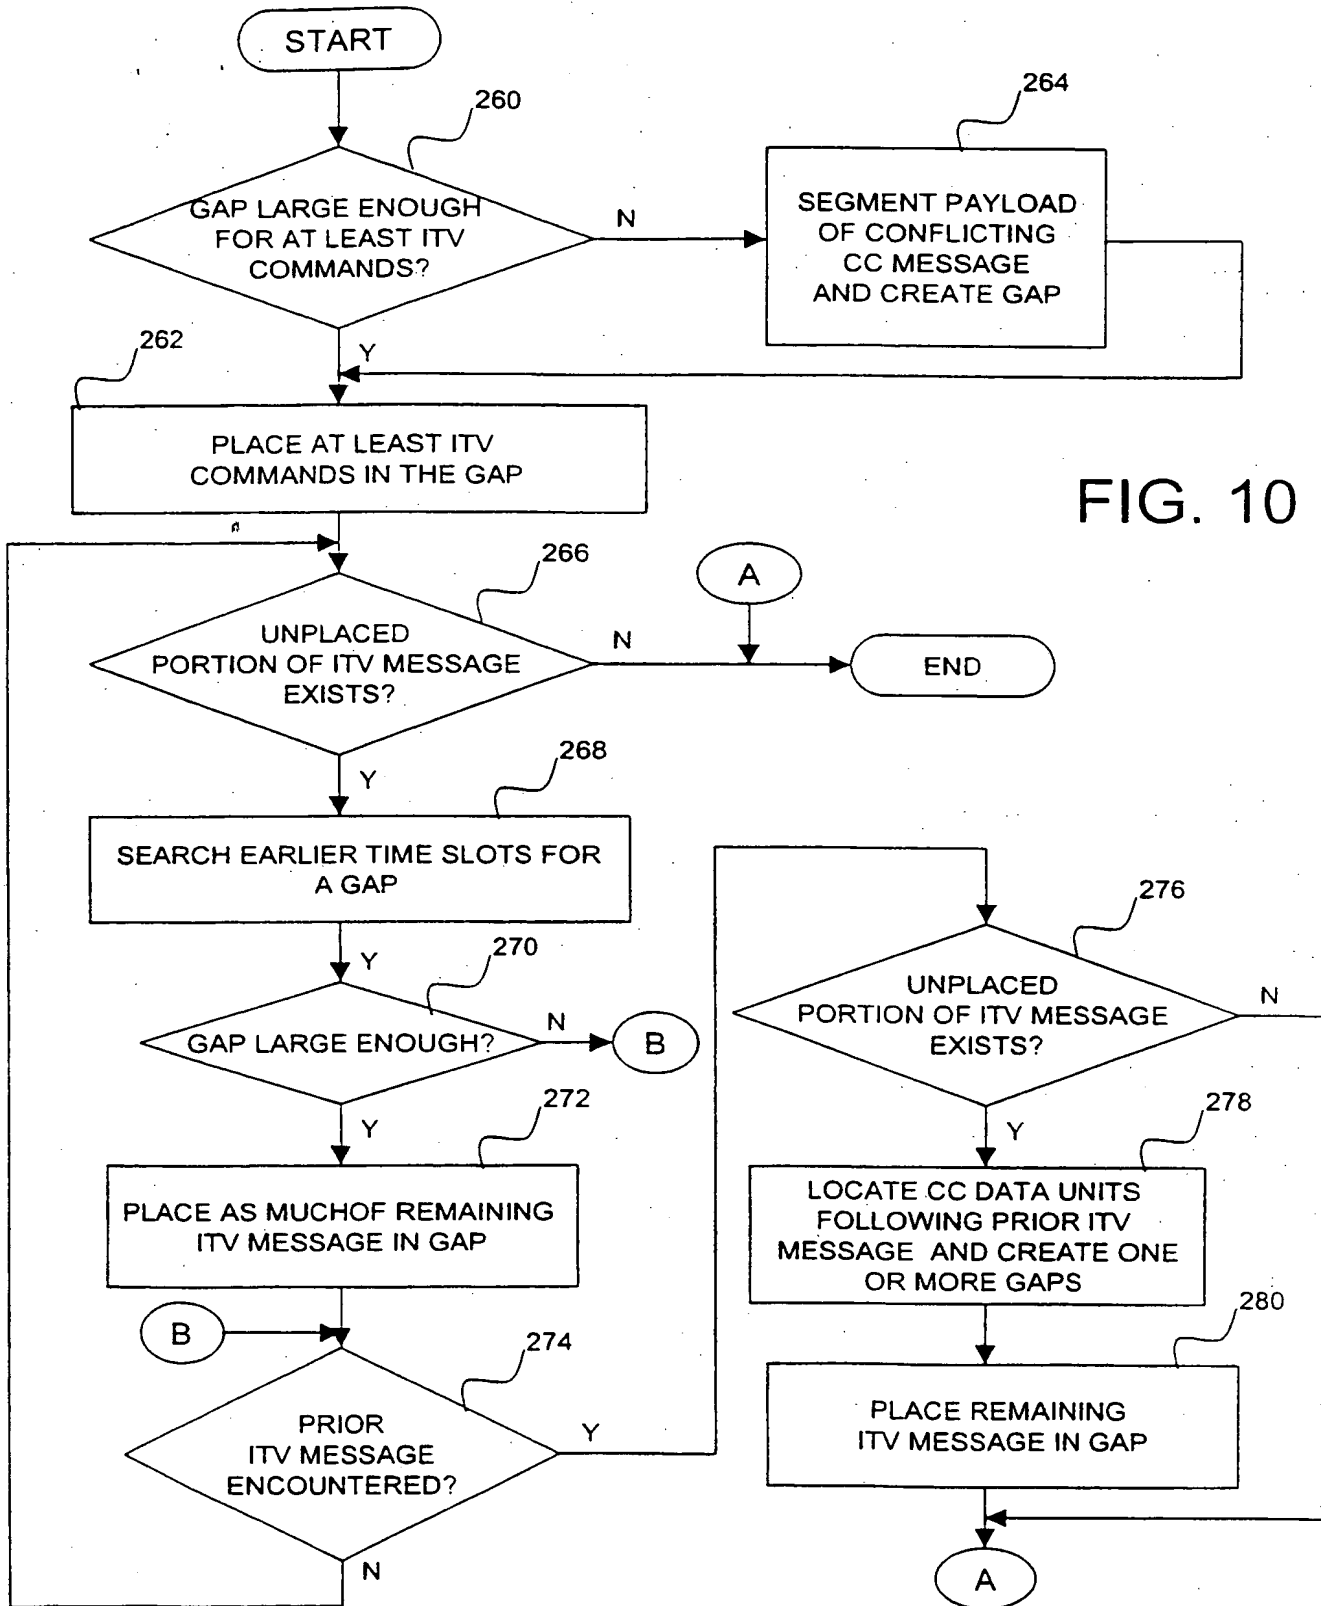 START
260
GAP LARGE ENOUGH
FOR AT LEAST ITV
COMMANDS?
N
Y
264
SEGMENT PAYLOAD
OF CONFLICTING
CC MESSAGE
AND CREATE GAP
262
PLACE AT LEAST ITV
COMMANDS IN THE GAP
FIG. 10
266
UNPLACED
PORTION OF ITV MESSAGE
EXISTS?
N
Y
A
END
268
SEARCH EARLIER TIME SLOTS FOR
A GAP
Y
270
GAP LARGE ENOUGH?
N
B
Y
272
PLACE AS MUCHOF REMAINING
ITV MESSAGE IN GAP
B
274
PRIOR
ITV MESSAGE
ENCOUNTERED?
Y
N
276
UNPLACED
PORTION OF ITV MESSAGE
EXISTS?
N
Y
278
LOCATE CC DATA UNITS
FOLLOWING PRIOR ITV
MESSAGE AND CREATE ONE
OR MORE GAPS
280
PLACE REMAINING
ITV MESSAGE IN GAP
A